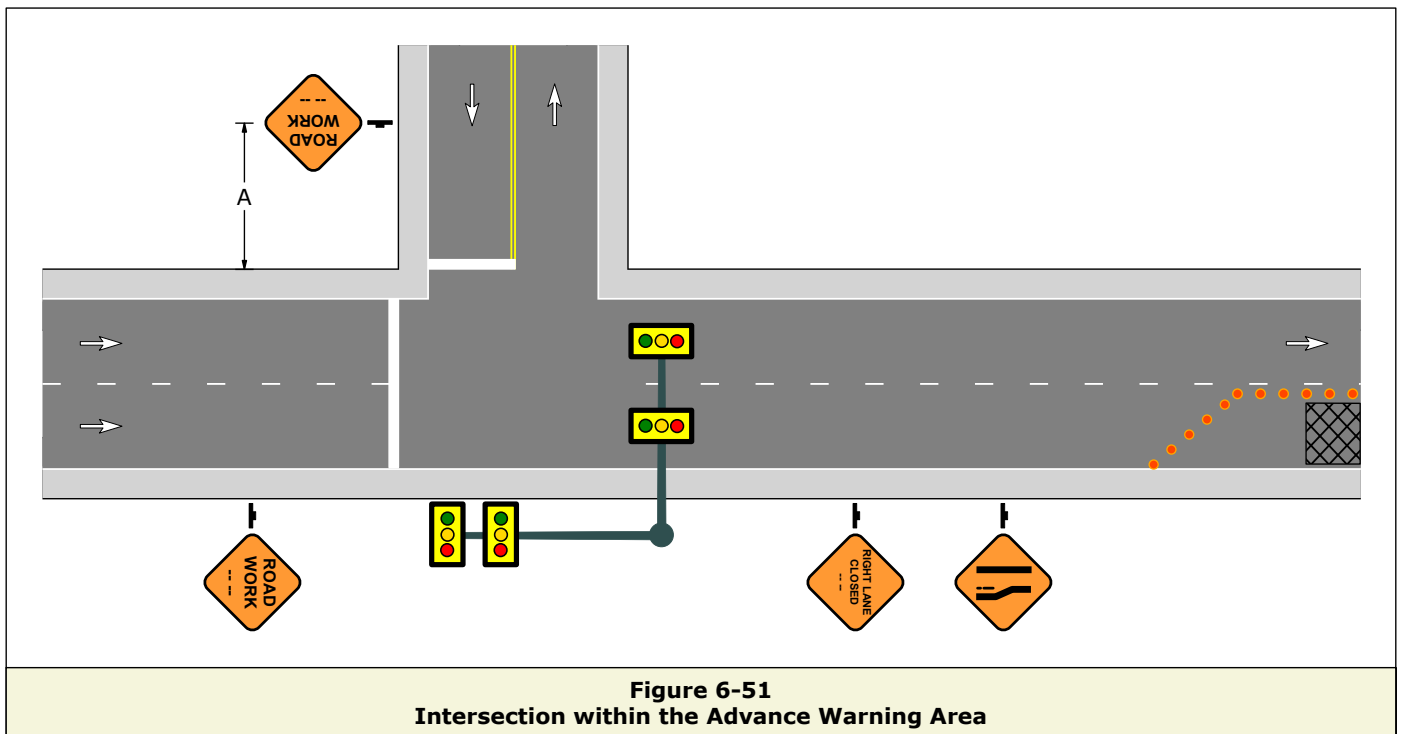 -- --
WORK
ROAD
A
ROAD
WORK
-- --
RIGHT LANE
CLOSED
-- --
Figure 6-51
Intersection within the Advance Warning Area